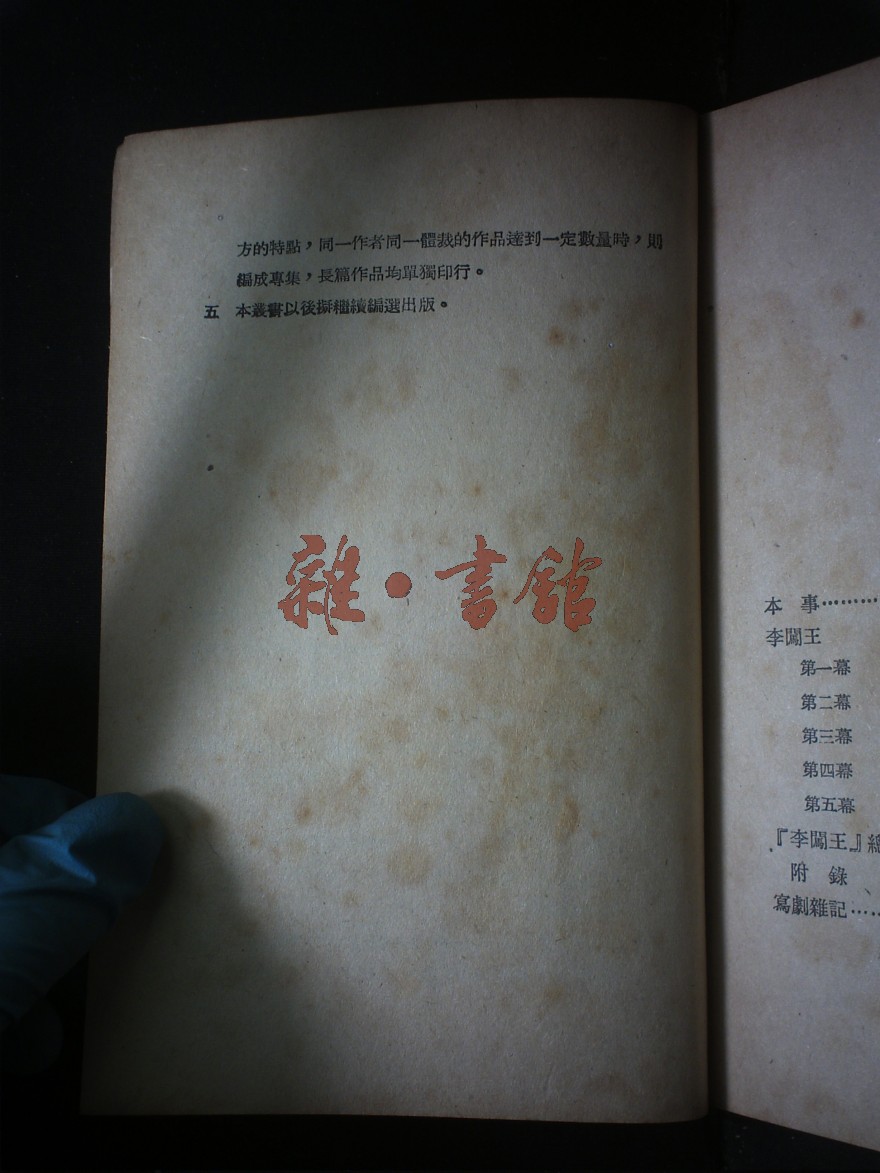 方的特點，同一作者同一體裁的作品達到一定數量時，則
編成專集，長篇作品均單獨印行。
五 本叢書以後擬繼續編選出版。
雜・書館
本 事…………
李闖王
第一幕
第二幕
第三幕
第四幕
第五幕
『李闖王』總
附 錄
寫劇雜記……